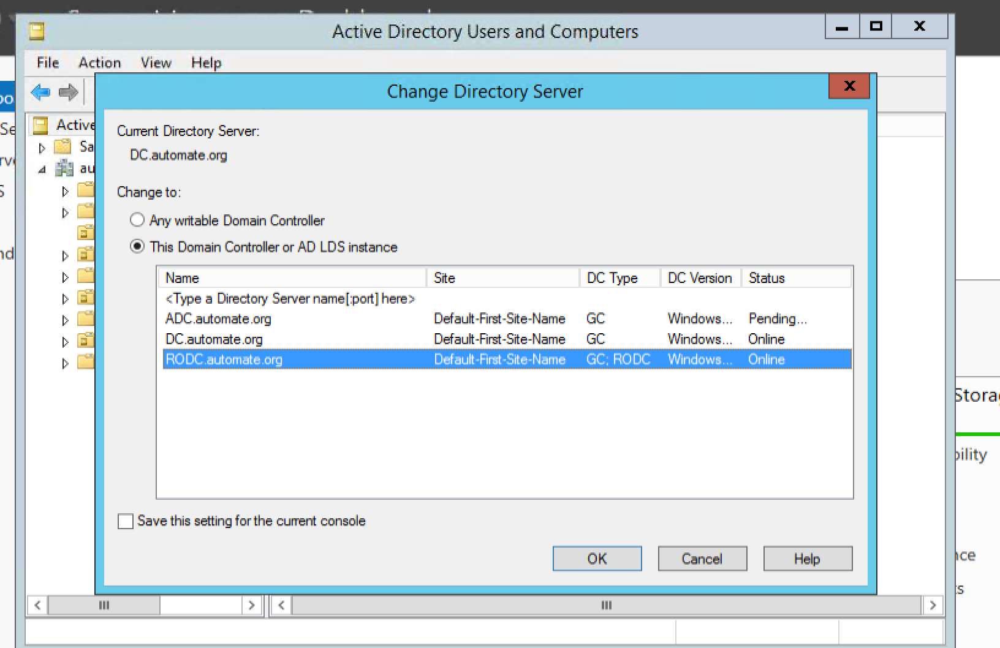 Active Directory Users and Computers
File Action View Help
Change Directory Server
Active
Current Directory Server:
Sa
DC.automate.org
au
Change to:
Any writable Domain Controller
This Domain Controller or AD LDS instance
Name Site DC Type DC Version Status
<Type a Directory Server name[:port] here>
ADC.automate.org Default-First-Site-Name GC Windows... Pending...
DC.automate.org Default-First-Site-Name GC Windows... Online
RODC.automate.org Default-First-Site-Name GC; RODC Windows... Online
Save this setting for the current console
OK Cancel Help